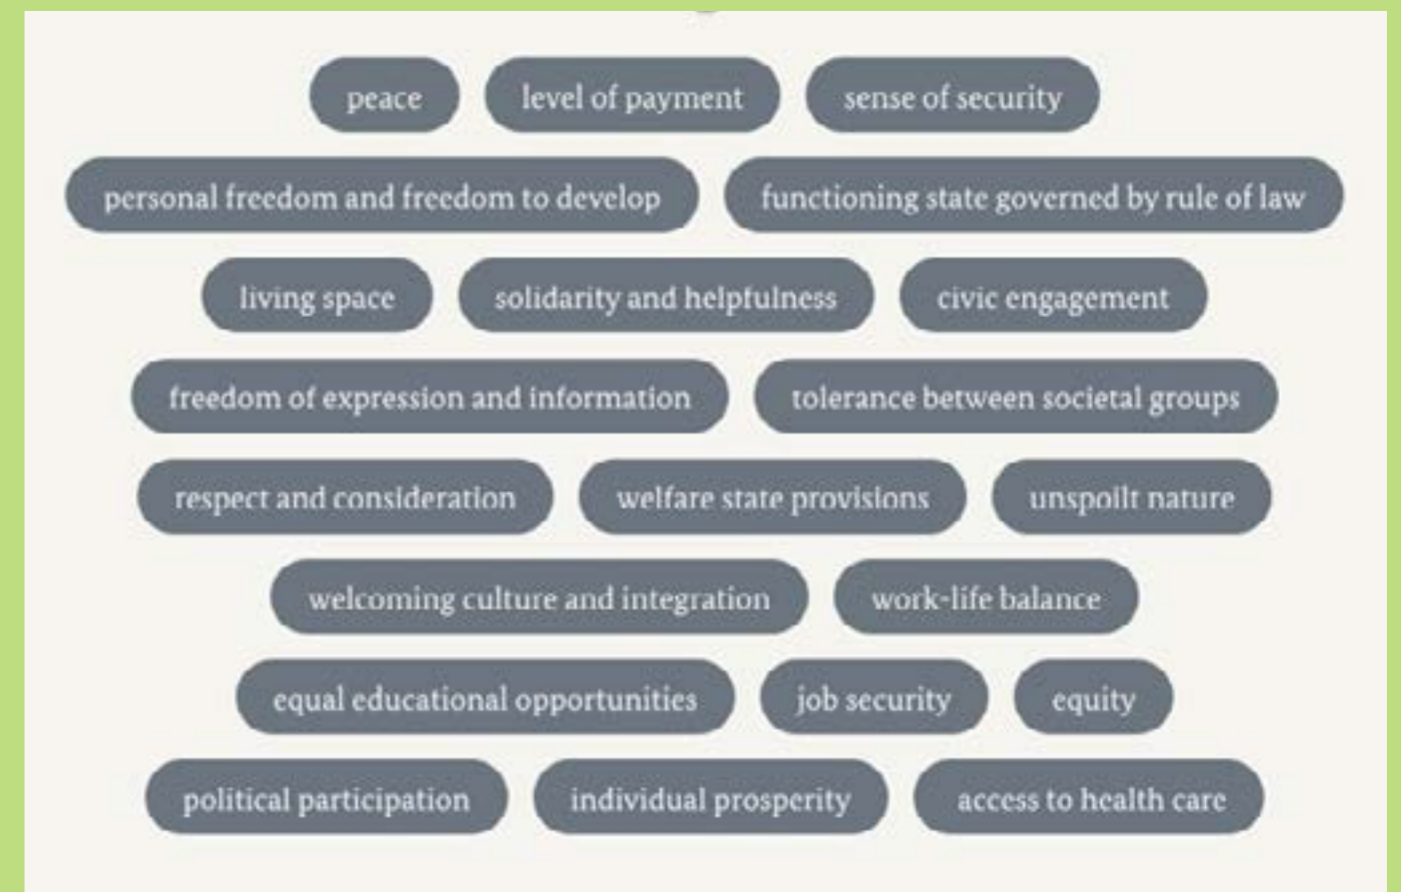 peace level of payment sense of security
personal freedom and freedom to develop functioning state governed by rule of law
living space solidarity and helpfulness civic engagement
freedom of expression and information tolerance between societal groups
respect and consideration welfare state provisions unspoilt nature
welcoming culture and integration work-life balance
equal educational opportunities job security equity
political participation individual prosperity access to health care